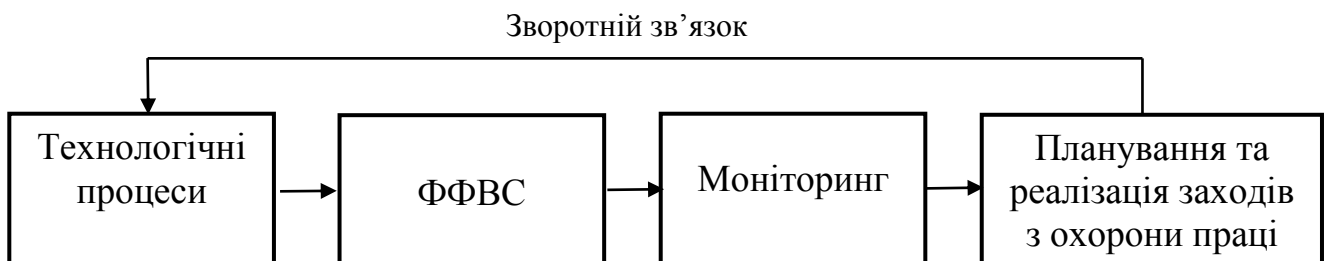 Зворотній зв’язок
Технологічні
процеси
ФФВС
Моніторинг
Планування та
реалізація заходів
з охорони праці